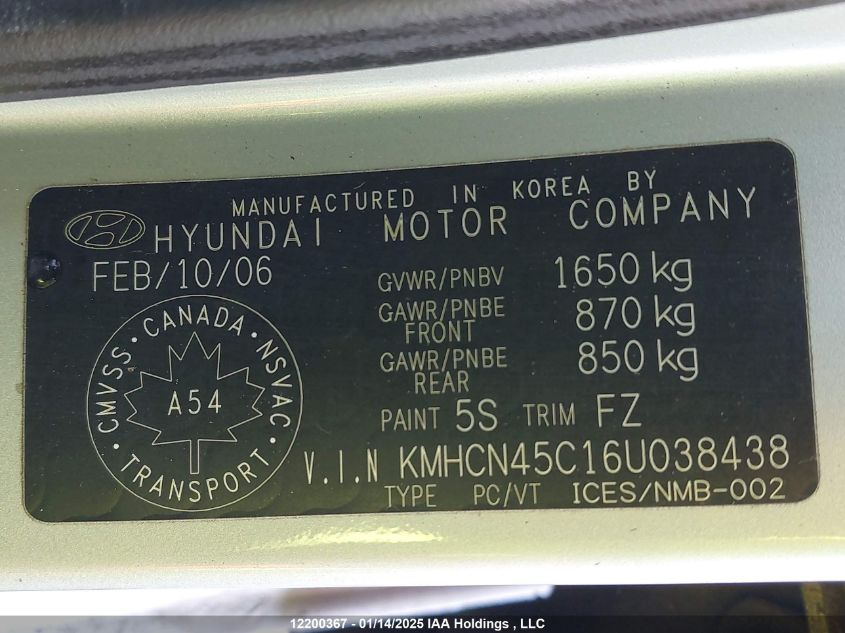 MANUFACTURED IN KOREA BY
HYUNDAI MOTOR COMPANY
FEB/10/06
GVWR/PNBV 1650 kg
GAWR/PNBE FRONT 870 kg
GAWR/PNBE REAR 850 kg
CMVSS · CANADA · NSVAC · TRANSPORT ·
A54
PAINT 5S TRIM FZ
V.I.N KMHCN45C16U038438
TYPE PC/VT ICES/NMB-002
12200367 - 01/14/2025 IAA Holdings , LLC